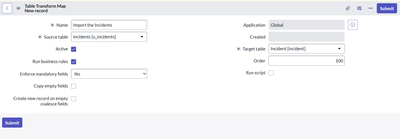 Table Transform Map
New record
Submit
Name
Import the Incidents
Source table
incidents [u_incidents]
Active
Run business rules
Enforce mandatory fields
No
Copy empty fields
Create new record on empty
coalesce fields
Application
Global
Created
Target table
Incident [incident]
Order
100
Run script
Submit